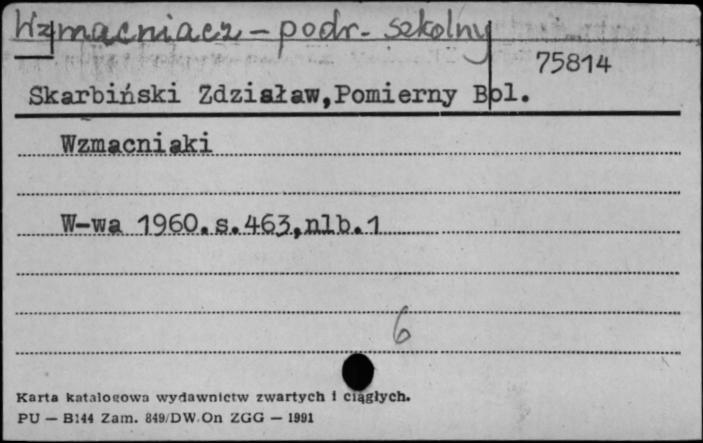 Wzmacniacz - podr. szkolny
75814
Skarbiński Zdzisław,Pomierny Bol.
Wzmacniaki
W-wa 1960.s.463,nlb.1
6
Karta katalogowa wydawnictw zwartych i ciągłych.
PU — B144 Zam. 849/DW.On ZGG — 1991